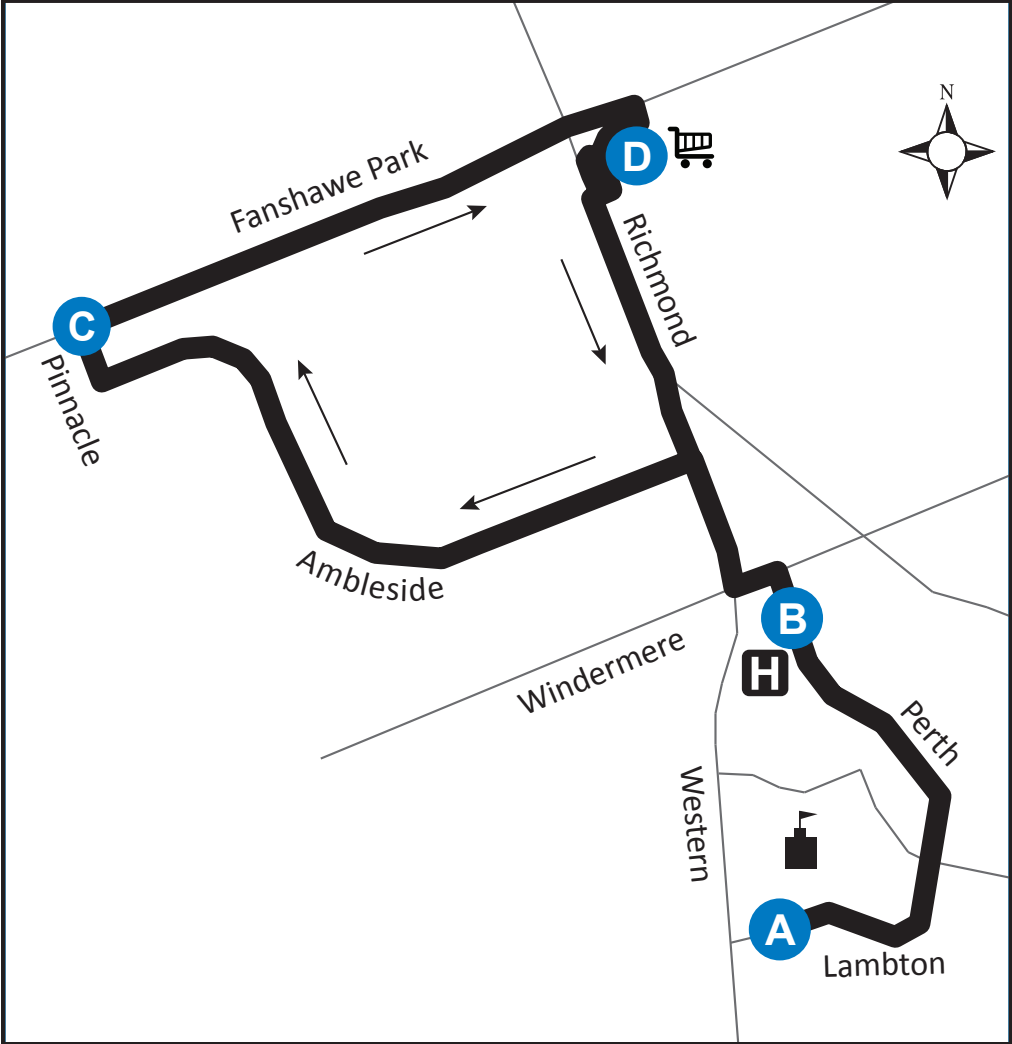 N
D
Fanshawe Park
Richmond
C
Pinnacle
Ambleside
B
H
Windermere
Perth
Western
A
Lambton